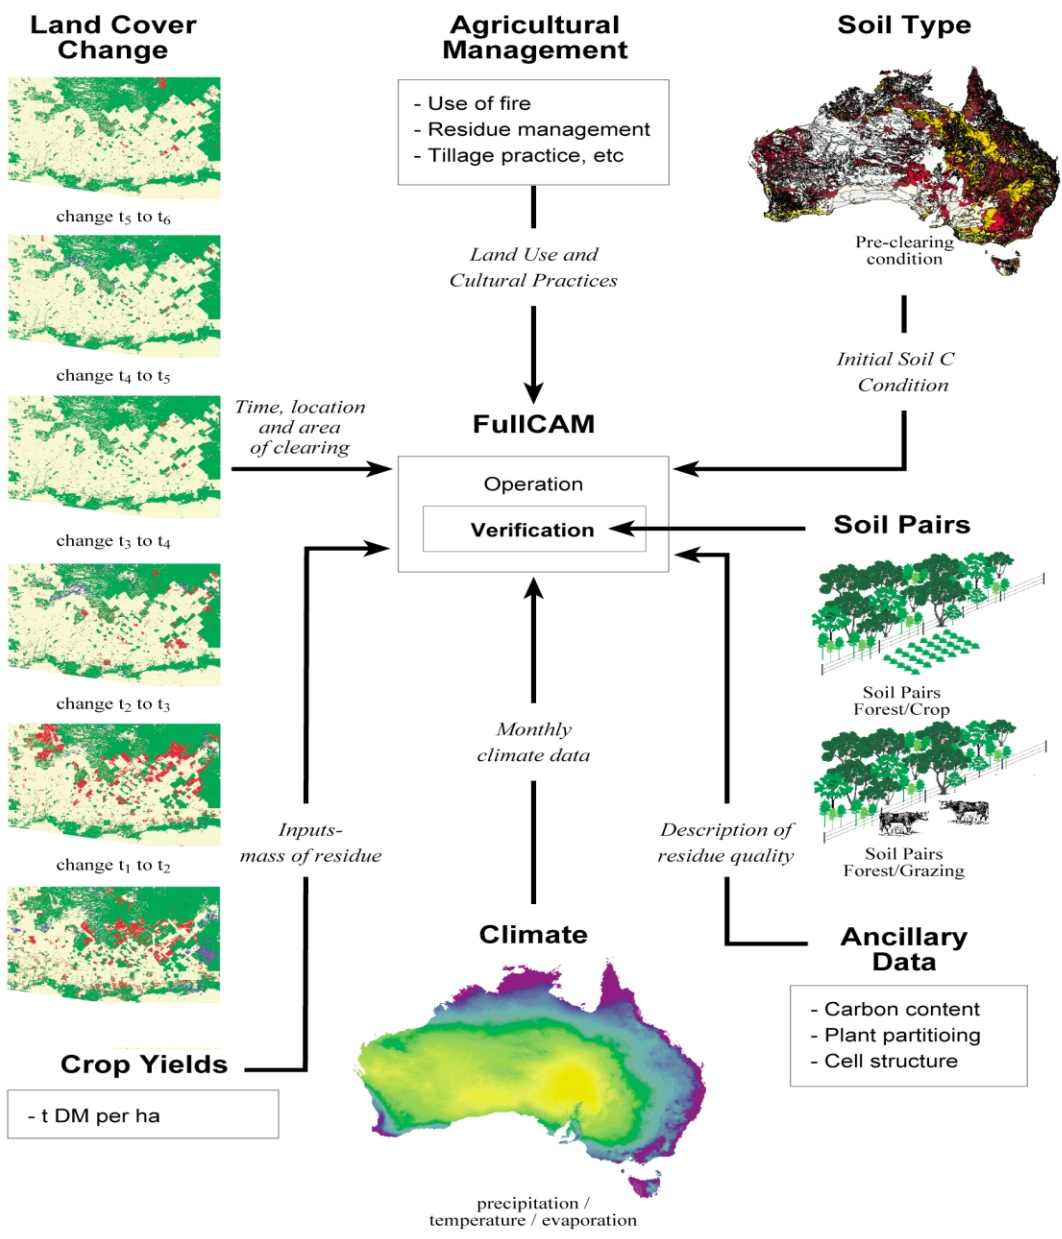 Land Cover
Change
change t5 to t6
change t4 to t5
change t3 to t4
change t2 to t3
change t1 to t2
Time, location
and area
of clearing
Agricultural
Management
- Use of fire
- Residue management
- Tillage practice, etc
Land Use and
Cultural Practices
Soil Type
Pre-clearing
condition
Initial Soil C
Condition
FullCAM
Operation
Verification
Soil Pairs
Soil Pairs
Forest/Crop
Soil Pairs
Forest/Grazing
Monthly
climate data
Inputs-
mass of residue
Description of
residue quality
Crop Yields
- t DM per ha
Climate
precipitation /
temperature / evaporation
Ancillary
Data
- Carbon content
- Plant partitioing
- Cell structure